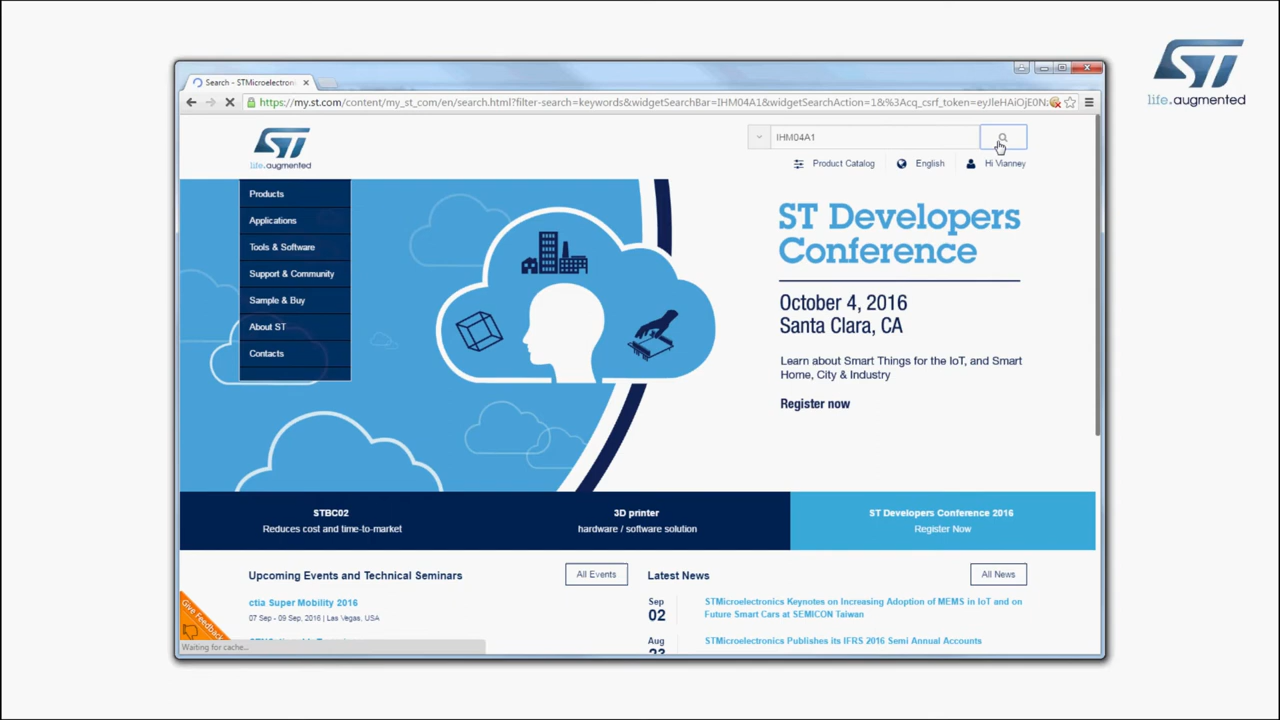 ST
life.augmented
Search - STMicroelectroni
https://my.st.com/content/my_st_com/en/search.html?filter-search=keywords&widgetSearchBar=IHM04A1&widgetSearchAction=1&%3Acq_csrf_token=eyJleHAiOjE0N
ST
life.augmented
IHM04A1
Product Catalog
English
Hi Vianney
Products
Applications
Tools & Software
Support & Community
Sample & Buy
About ST
Contacts
ST Developers
Conference
October 4, 2016
Santa Clara, CA
Learn about Smart Things for the IoT, and Smart
Home, City & Industry
Register now
STBC02
Reduces cost and time-to-market
3D printer
hardware / software solution
ST Developers Conference 2016
Register Now
Upcoming Events and Technical Seminars
All Events
ctia Super Mobility 2016
07 Sep - 09 Sep, 2016 | Las Vegas, USA
Latest News
All News
Sep
02
STMicroelectronics Keynotes on Increasing Adoption of MEMS in IoT and on
Future Smart Cars at SEMICON Taiwan
Aug
23
STMicroelectronics Publishes its IFRS 2016 Semi Annual Accounts
Give Feedback
Waiting for cache...